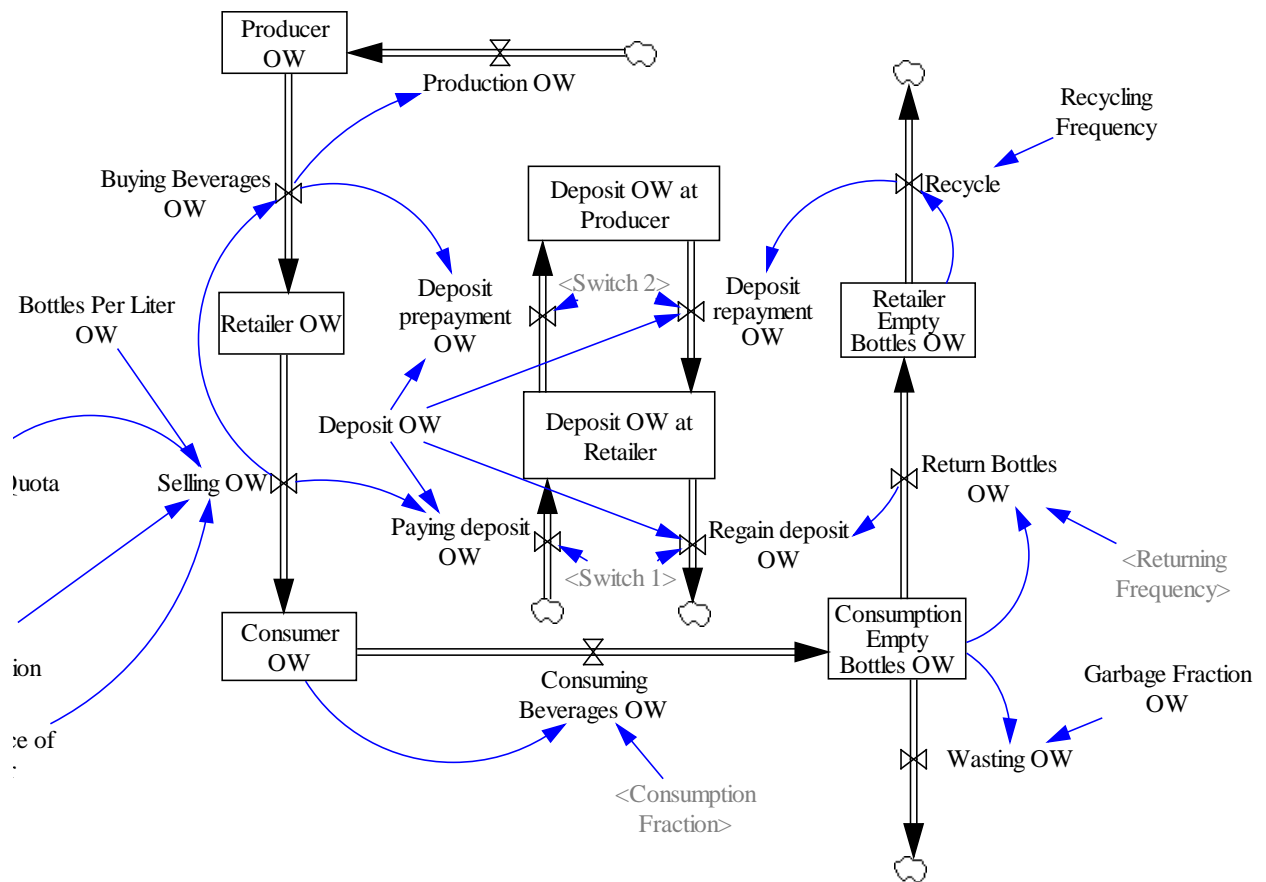 Producer
OW
Production OW
Recycling
Frequency
Buying Beverages
OW
Deposit OW at
Producer
Recycle
Bottles Per Liter
OW
Retailer OW
Deposit
prepayment
OW
<Switch 2>
Deposit
repayment
OW
Retailer
Empty
Bottles OW
Deposit OW
Deposit OW at
Retailer
Selling OW
Paying deposit
OW
<Switch 1>
Regain deposit
OW
Return Bottles
OW
<Returning
Frequency>
Consumer
OW
Consuming
Beverages OW
Consumption
Empty
Bottles OW
Garbage Fraction
OW
Wasting OW
<Consumption
Fraction>
of